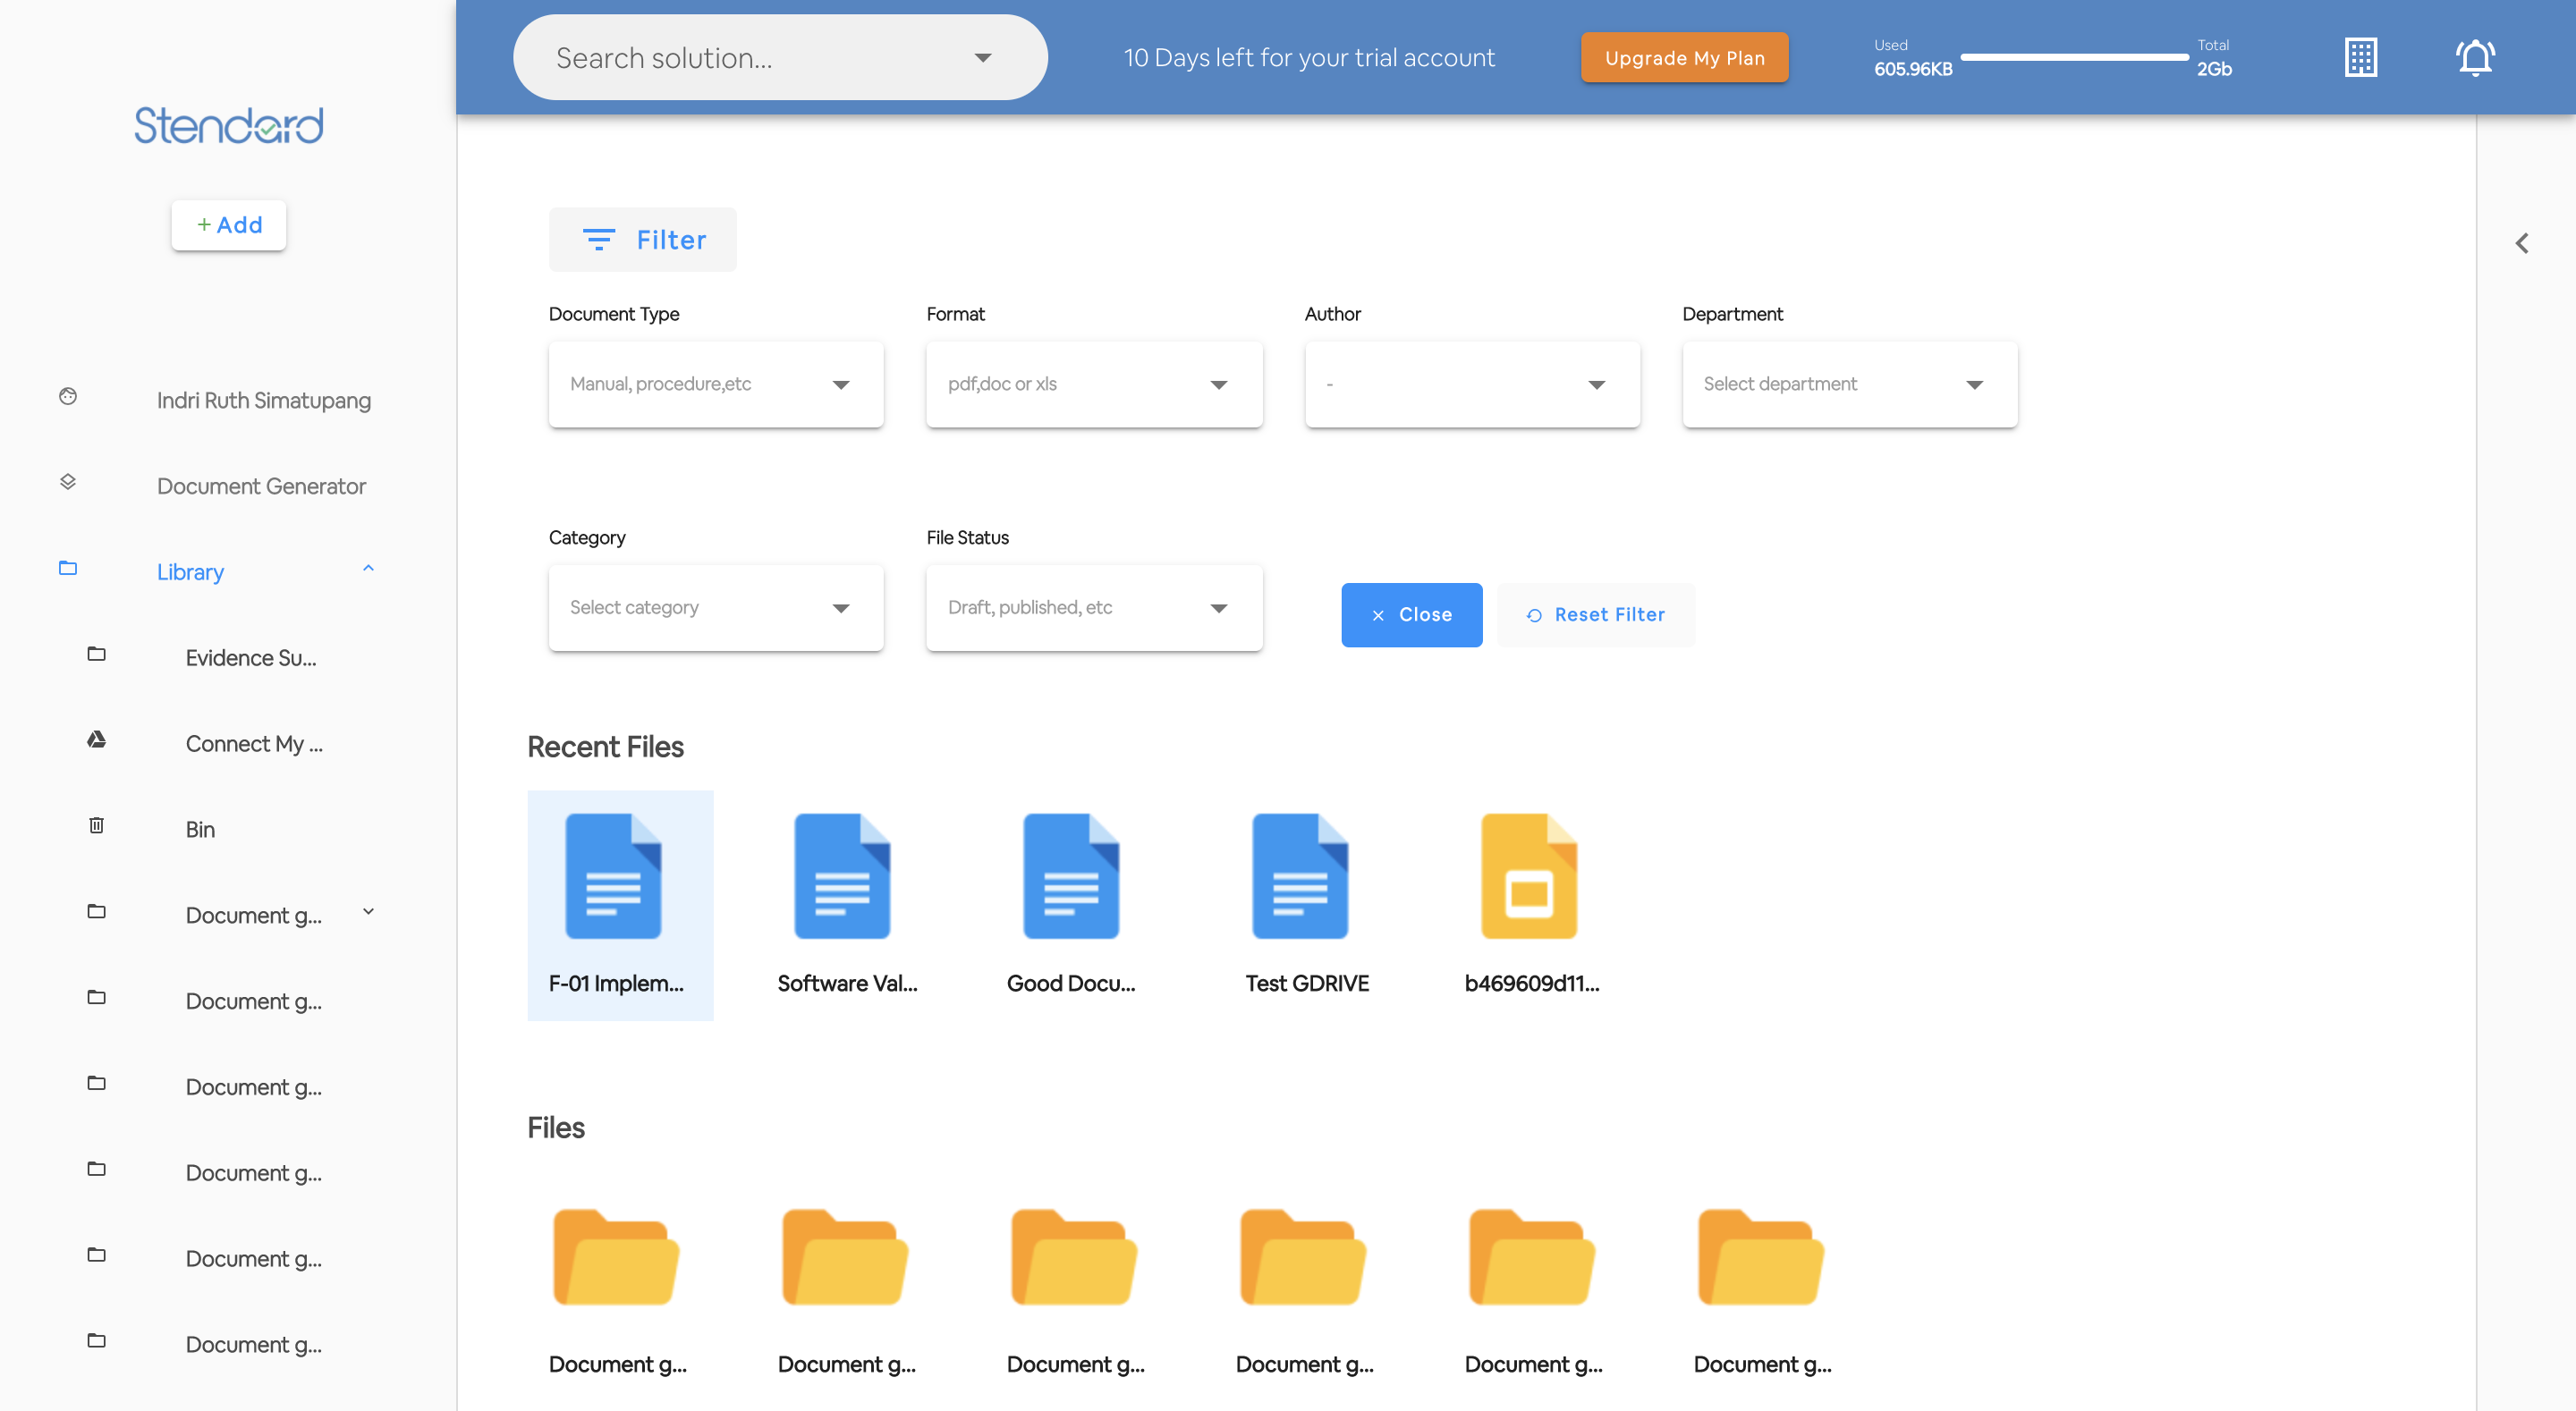 Search solution...
10 Days left for your trial account
Upgrade My Plan
Used
605.96KB
Total
2Gb
Stendard
+ Add
Indri Ruth Simatupang
Document Generator
Library
Evidence Su...
Connect My ...
Bin
Document g...
Document g...
Document g...
Document g...
Document g...
Document g...
Filter
Document Type
Format
Author
Department
Manual, procedure,etc
pdf,doc or xls
-
Select department
Category
File Status
Select category
Draft, published, etc
Close
Reset Filter
Recent Files
F-01 Implem...
Software Val...
Good Docu...
Test GDRIVE
b469609d11...
Files
Document g...
Document g...
Document g...
Document g...
Document g...
Document g...